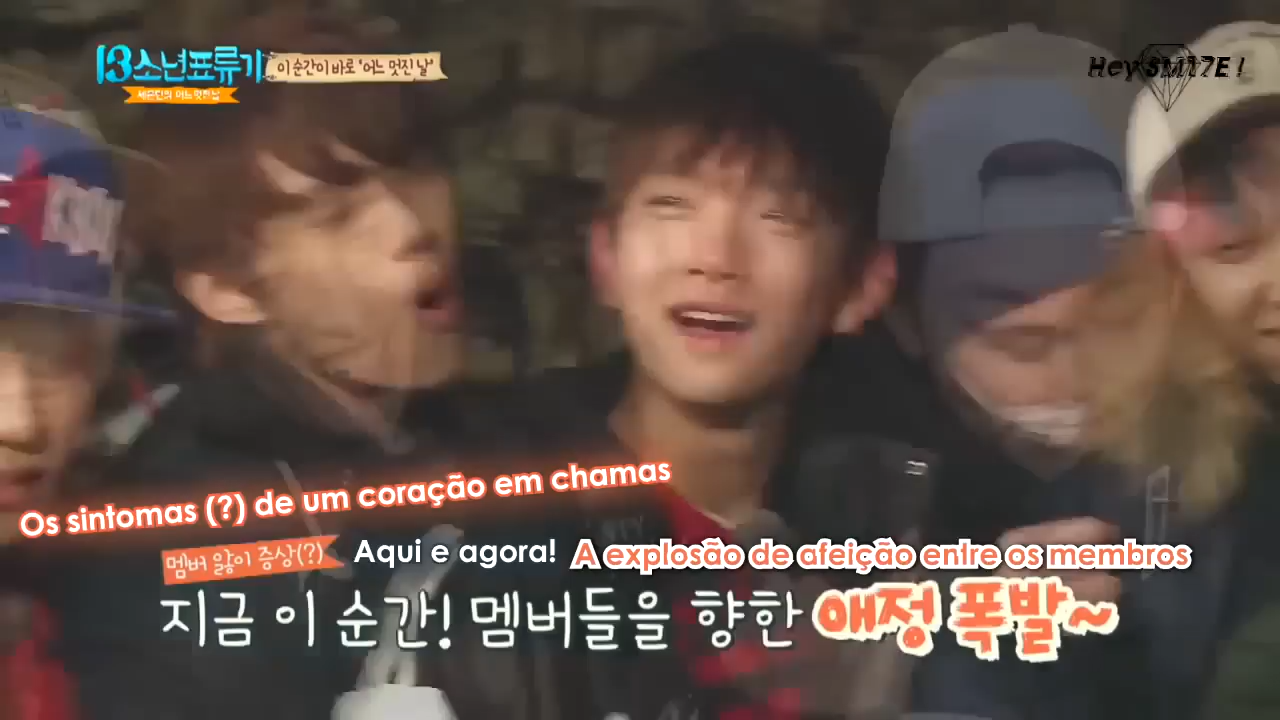 13소년표류기
이 순간이 바로 '어느 멋진 날'
세븐틴의 어느 멋진 날
Hey SM17E !
Os sintomas (?) de um coração em chamas
멤버 앓이 증상(?)
Aqui e agora! A explosão de afeição entre os membros
지금 이 순간! 멤버들을 향한 애정 폭발~